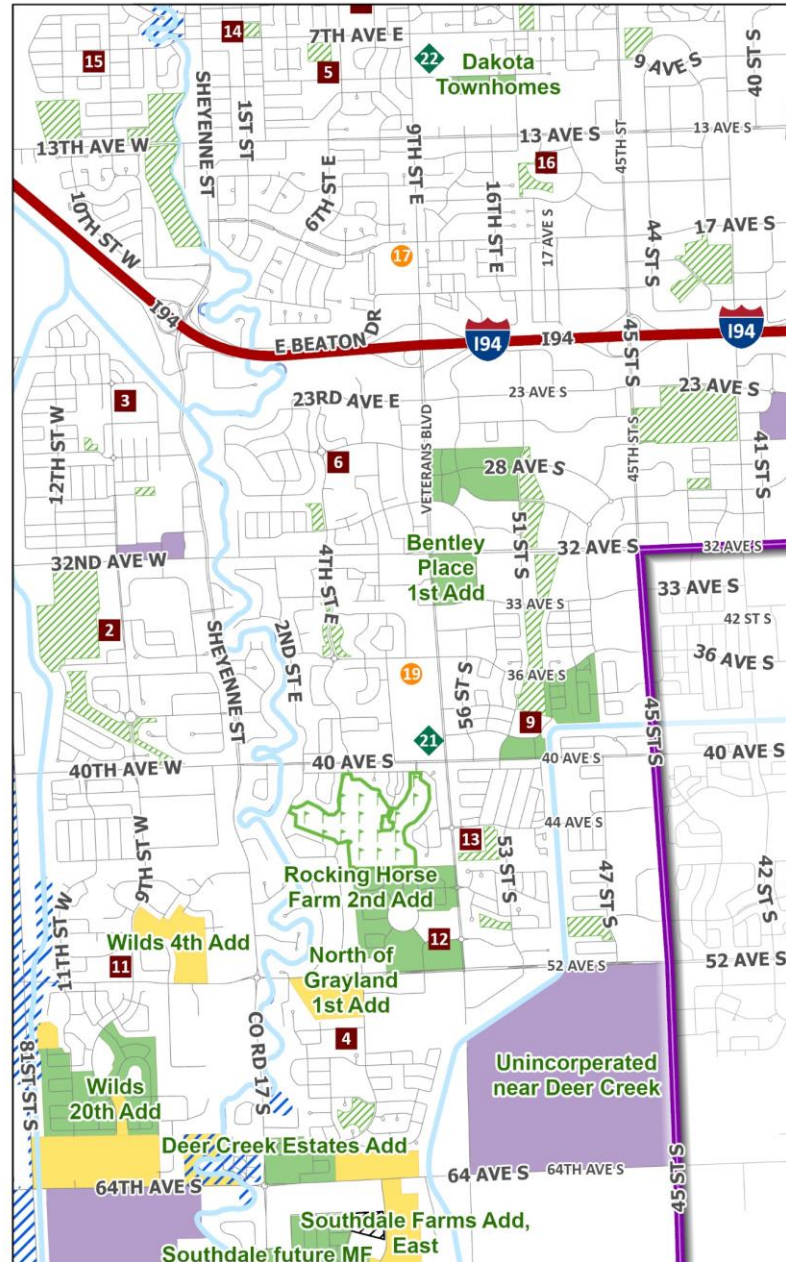 14
7TH AVE E
15
5
22
Dakota
Townhomes
9 AVE S
40 ST S
SHEYENNE ST
1ST ST
13TH AVE W
6TH ST E
9TH ST E
13 AVE S
45TH ST
13 AVE S
16
16TH ST E
10TH ST W
17 AVE S
44 ST S
17 AVE S
17
I94
E BEATON DR
I94
I94
45 ST S
I94
3
23RD AVE E
23 AVE S
23 AVE S
12TH ST W
6
VETERANS BLVD
28 AVE S
45TH ST S
41 ST S
51 ST S
32ND AVE W
4TH ST E
Bentley
Place
1st Add
32 AVE S
32 AVE S
33 AVE S
33 AVE S
42 ST S
2
SHEYENNE ST
2ND ST E
36 AVE S
36 AVE S
19
56 ST S
9
45 ST S
21
40TH AVE W
40 AVE S
40 AVE S
40 AVE S
44 AVE S
13
53 ST S
47 ST S
42 ST S
9TH ST W
11TH ST W
Rocking Horse
Farm 2nd Add
Wilds 4th Add
12
11
North of
Grayland
1st Add
52 AVE S
52 AVE S
4
CO RD 17 S
81ST ST S
Wilds
20th Add
Unincorperated
near Deer Creek
Deer Creek Estates Add
64TH AVE S
64 AVE S
64TH AVE S
45 ST S
Southdale Farms Add,
East
Southdale future MF